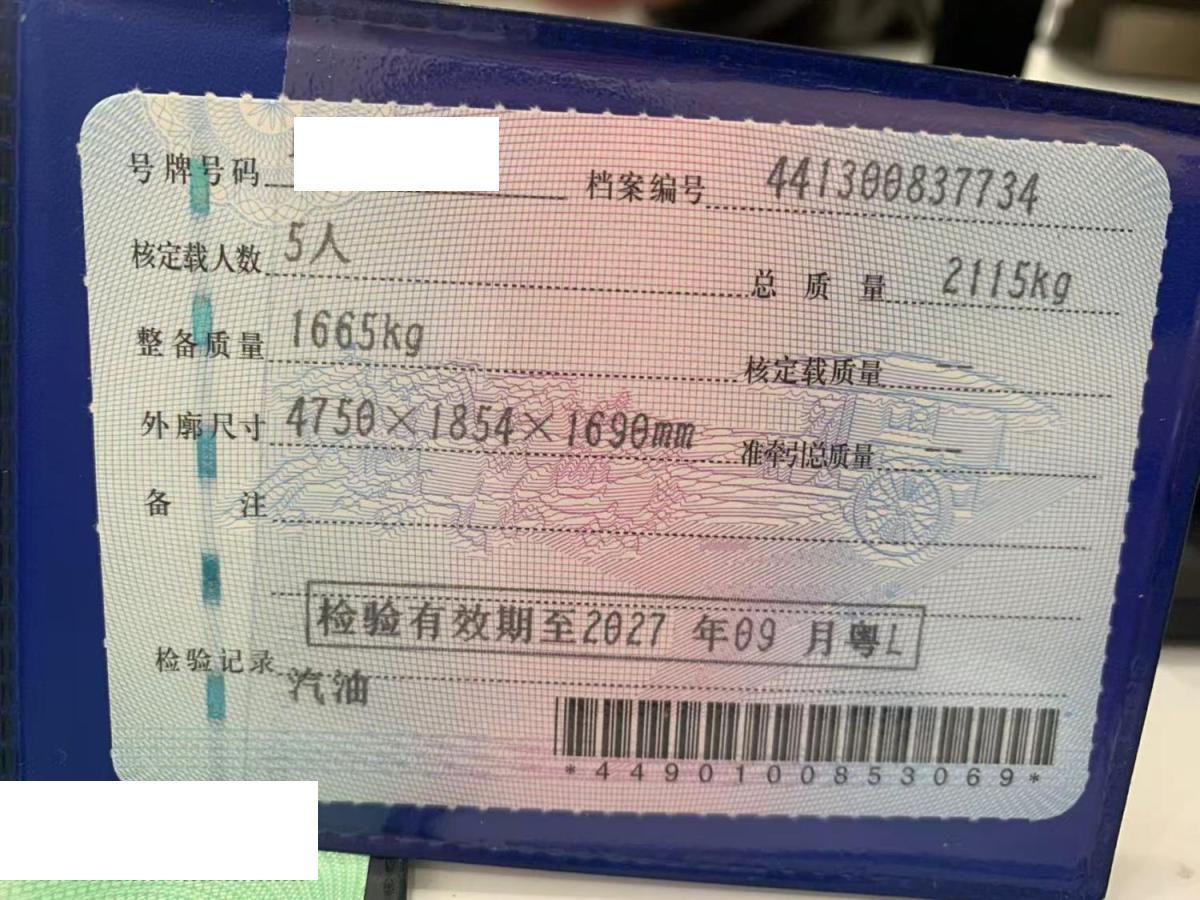 号牌号码 档案编号 441300837734
核定载人数 5人 总质量 2115kg
整备质量 1665kg 核定载质量 --
外廓尺寸 4750×1854×1690mm 准牵引总质量 --
备注
检验有效期至2027 年09 月粤L
检验记录
汽油
*4490100853069*